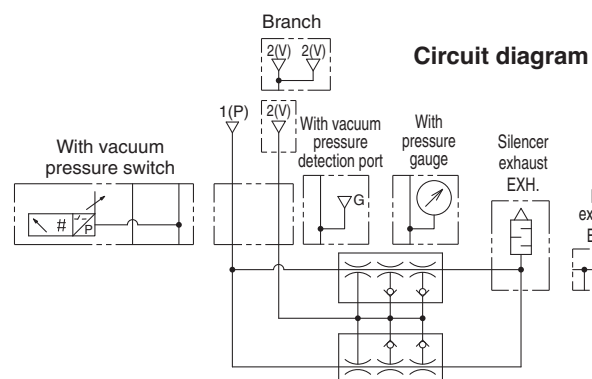 Branch
2(V) 2(V)
Circuit diagram
1(P)
2(V)
With vacuum
pressure switch
With vacuum
pressure
detection port
With
pressure
gauge
Silencer
exhaust
EXH.
G
#
P